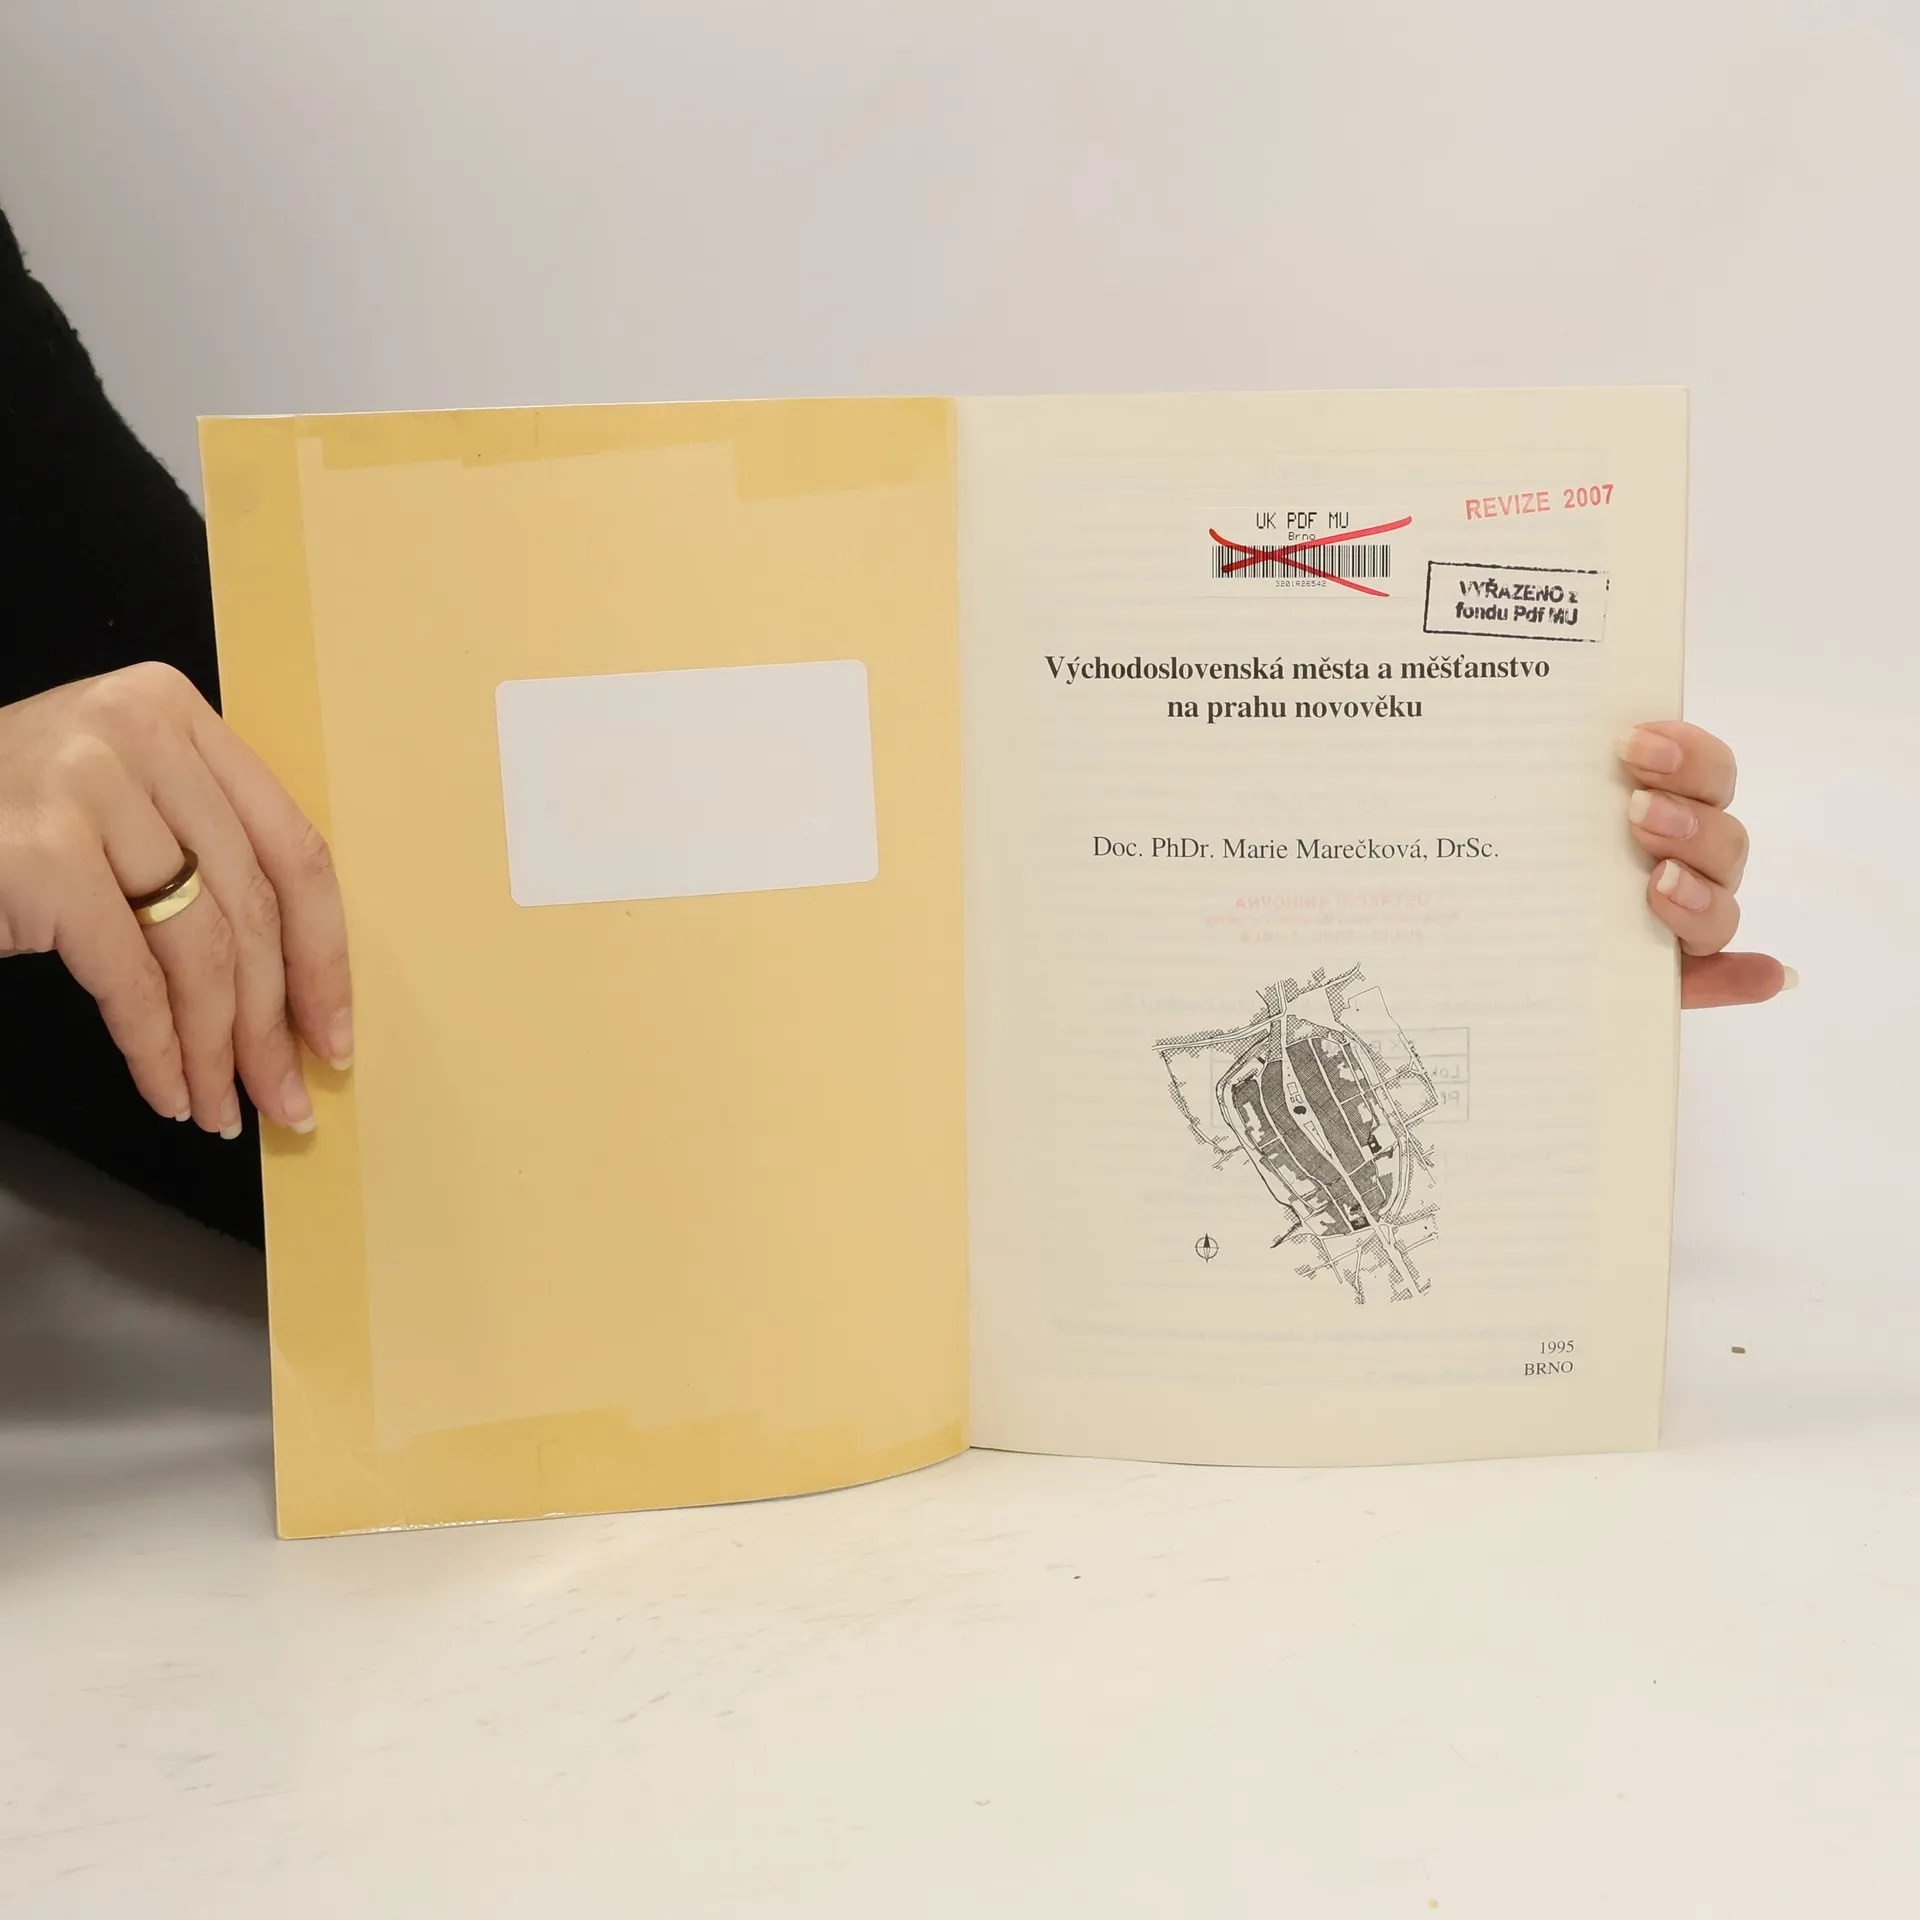 REVIZE 2007
UK PDF MU
Brno
3201R26542
VYŘAZENO z
fondu Pdf MU
Východoslovenská města a měšťanstvo
na prahu novověku
Doc. PhDr. Marie Marečková, DrSc.
1995
BRNO